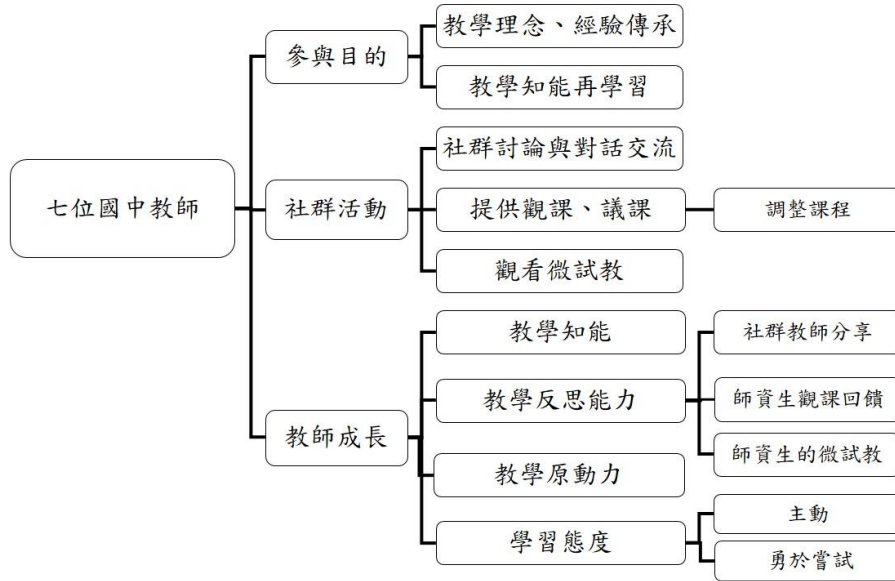 七位國中教師
參與目的
教學理念、經驗傳承
教學知能再學習
社群活動
社群討論與對話交流
提供觀課、議課
調整課程
觀看微試教
教師成長
教學知能
教學反思能力
社群教師分享
師資生觀課回饋
師資生的微試教
教學原動力
學習態度
主動
勇於嘗試